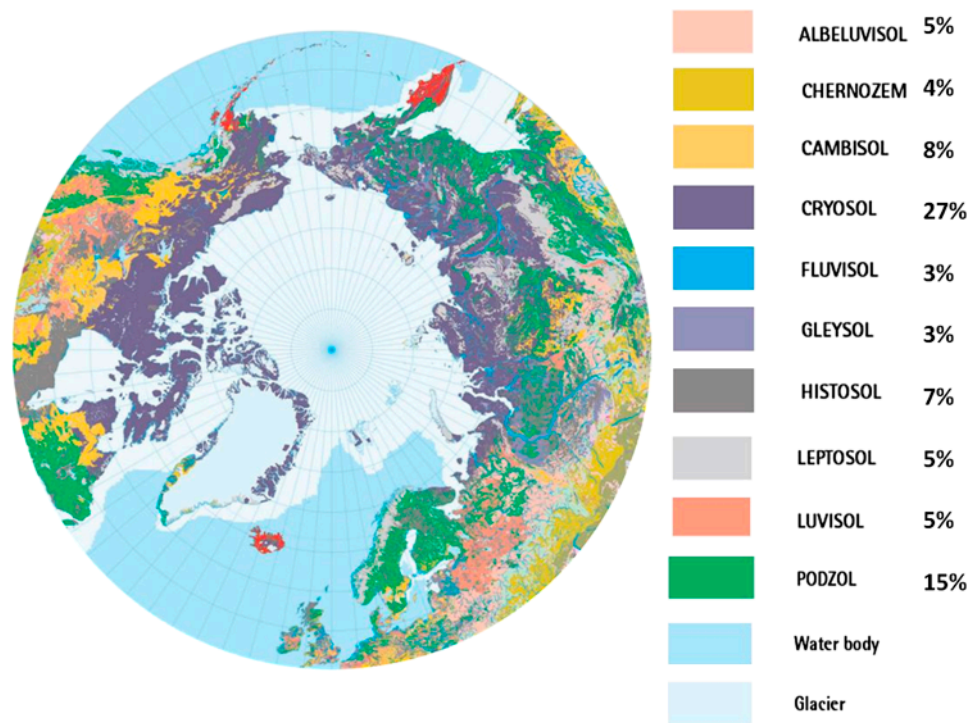 ALBELUVISOL 5%
CHERNOZEM 4%
CAMBISOL 8%
CRYOSOL 27%
FLUVISOL 3%
GLEYSOL 3%
HISTOSOL 7%
LEPTOSOL 5%
LUVISOL 5%
PODZOL 15%
Water body
Glacier